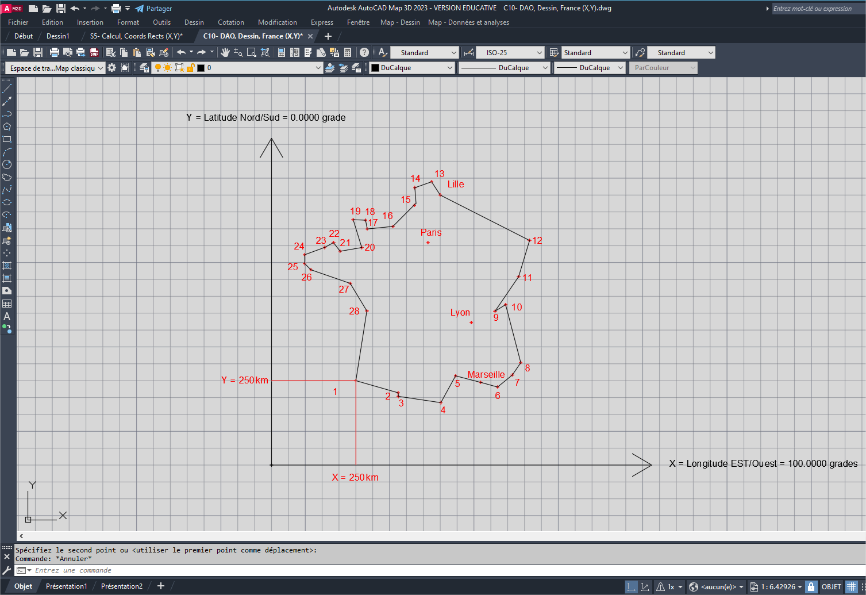 A M3E Partager Autodesk AutoCAD Map 3D 2023 - VERSION EDUCATIVE C10- DAO, Dessin, France (X,Y).dwg Entrez mot-clé ou expression
Fichier Edition Insertion Format Outils Dessin Cotation Modification Express Fenêtre Map - Dessin Map - Données et analyses
Début Dessin1 S5- Calcul, Coords Rects (X,Y)* C10- DAO, Dessin, France (X,Y)*
Standard ISO-25 Standard Standard
Espace de tra...Map classiqu 0 DuCalque DuCalque DuCalque ParCouleur
Y = Latitude Nord/Sud = 0.0000 grade
13
14
Lille
15
19 18
16
17
Paris
22
12
24 23 21 20
25
26
11
27
10
28
Lyon
9
8
Marseille
Y = 250km
5
7
1
2
6
3
4
X = Longitude EST/Ouest = 100.0000 grades
X = 250km
Y
X
Spécifiez le second point ou <utiliser le premier point comme déplacement>:
Commande: *Annuler*
Entrez une commande
Objet Présentation1 Présentation2 + 1x <aucun(e)> 1: 6.42926 OBJET